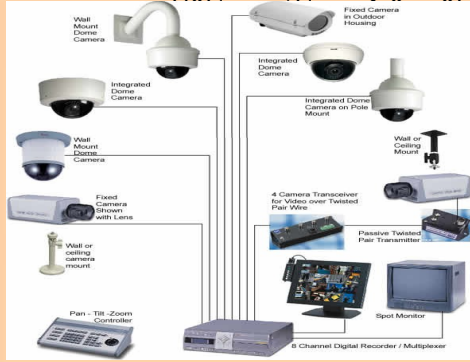 Wall
Mount
Dome
Camera
Fixed Camera
in Outdoor
Housing
Integrated
Dome
Camera
Integrated
Dome
Camera
Integrated Dome
Camera on Pole
Mount
Wall
Mount
Dome
Camera
Wall or
Ceiling
Mount
Fixed
Camera
Shown
with Lens
4 Camera Transceiver
for Video over Twisted
Pair Wire
Passive Twisted
Pair Transmitter
Wall or
ceiling
camera
mount
Pan - Tilt -Zoom
Controller
Spot Monitor
8 Channel Digital Recorder / Multiplexer